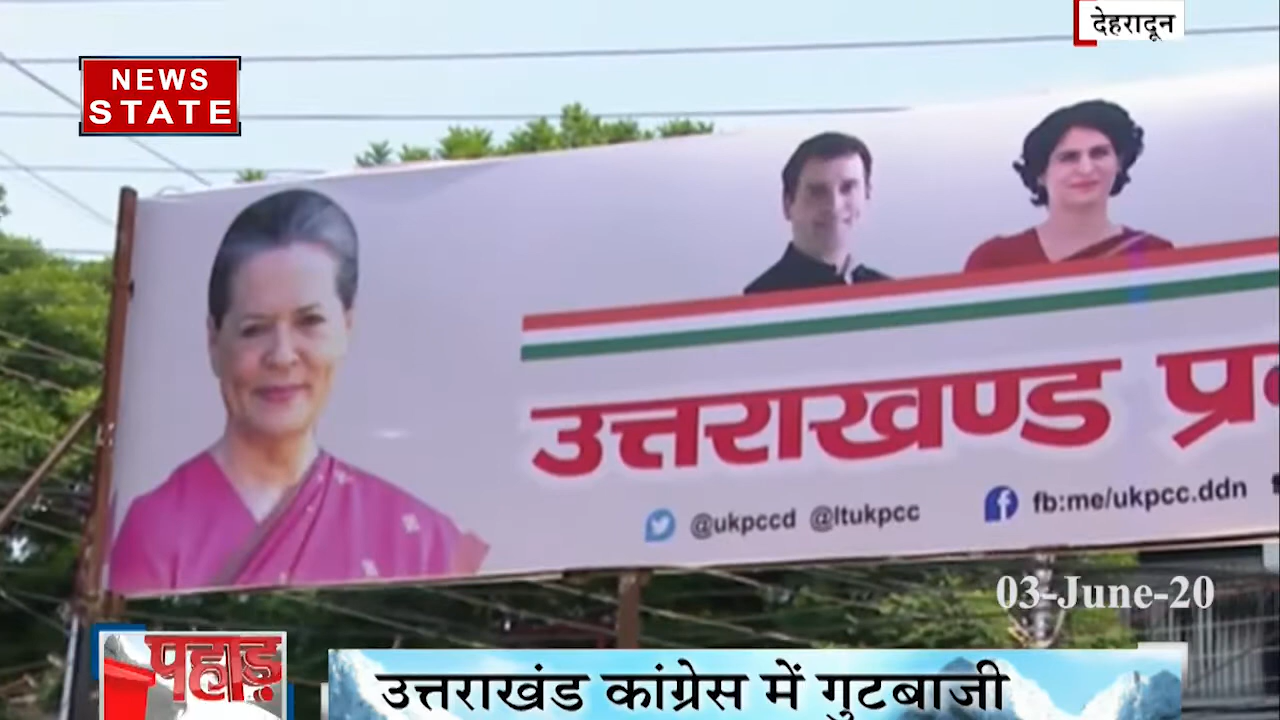 देहरादून
NEWS
STATE
उत्तराखण्ड
@ukpccd @ltukpcc fb:me/ukpcc.ddn
03-June-20
पहाड़
उत्तराखंड कांग्रेस में गुटबाजी